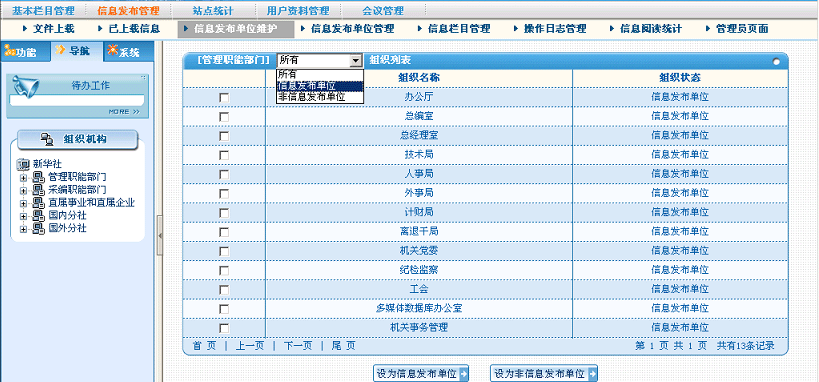 基本栏目管理 信息发布管理 站点统计 用户资料管理 会议管理
文件上载 已上载信息 信息发布单位维护 信息发布单位管理 信息栏目管理 操作日志管理 信息阅读统计 管理员页面
功能 导航 系统
待办工作
MORE >>
组织机构
新华社
管理职能部门
采编职能部门
直属事业和直属企业
国内分社
国外分社
[管理职能部门] 所有 组织列表
所有
信息发布单位
非信息发布单位
组织名称 组织状态
办公厅 信息发布单位
总编室 信息发布单位
总经理室 信息发布单位
技术局 信息发布单位
人事局 信息发布单位
外事局 信息发布单位
计财局 信息发布单位
离退干局 信息发布单位
机关党委 信息发布单位
纪检监察 信息发布单位
工会 信息发布单位
多媒体数据库办公室 信息发布单位
机关事务管理 信息发布单位
首 页 | 上一页 | 下一页 | 尾 页 第 1 页 共 1 页 共有13条记录
设为信息发布单位 设为非信息发布单位